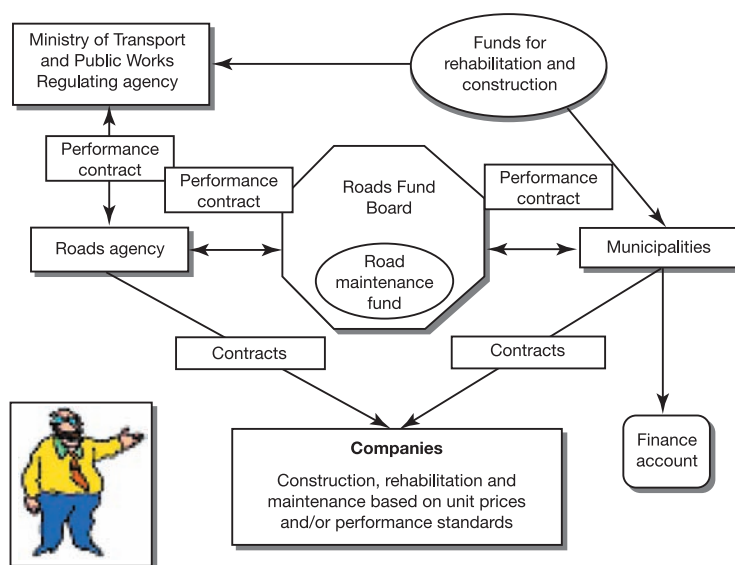 Ministry of Transport
and Public Works
Regulating agency
Funds for
rehabilitation and
construction
Performance
contract
Performance
contract
Roads Fund
Board
Performance
contract
Roads agency
Road
maintenance
fund
Municipalities
Contracts
Contracts
Companies
Construction, rehabilitation and
maintenance based on unit prices
and/or performance standards
Finance
account